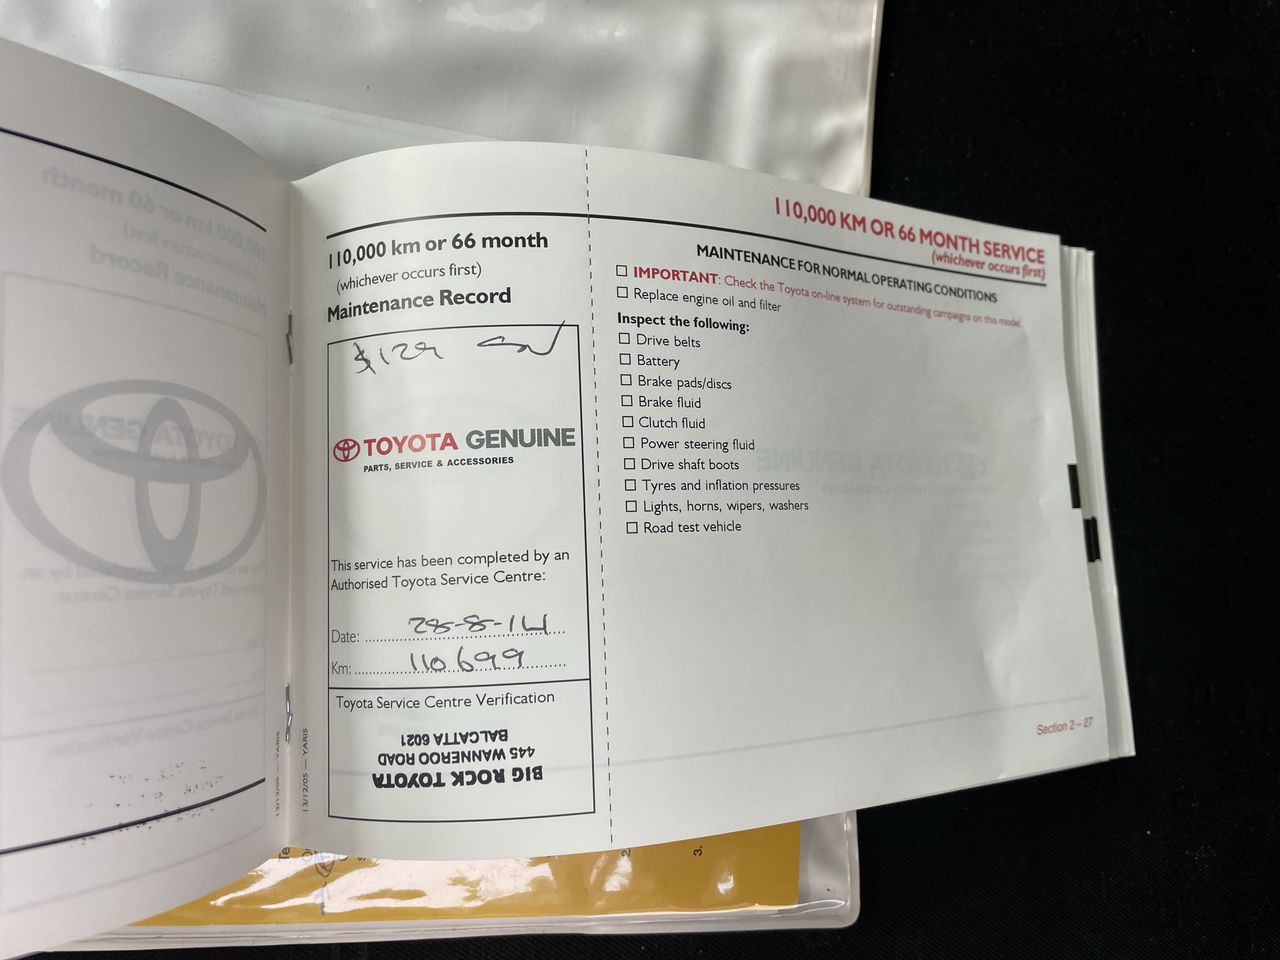 110,000 km or 66 month
(whichever occurs first)
Maintenance Record
$129
TOYOTA GENUINE
PARTS, SERVICE & ACCESSORIES
This service has been completed by an
Authorised Toyota Service Centre:
Date: 28-8-14
Km: 110699
Toyota Service Centre Verification
BIG ROCK TOYOTA
445 WANNEROO ROAD
BALCATTA 6021
13/12/05 — YARIS
13/12/05 — YARIS
110,000 KM OR 66 MONTH SERVICE
(whichever occurs first)
MAINTENANCE FOR NORMAL OPERATING CONDITIONS
IMPORTANT: Check the Toyota on-line system for outstanding campaigns on this model.
Replace engine oil and filter
Inspect the following:
Drive belts
Battery
Brake pads/discs
Brake fluid
Clutch fluid
Power steering fluid
Drive shaft boots
Tyres and inflation pressures
Lights, horns, wipers, washers
Road test vehicle
Section 2 – 27
2.
3.